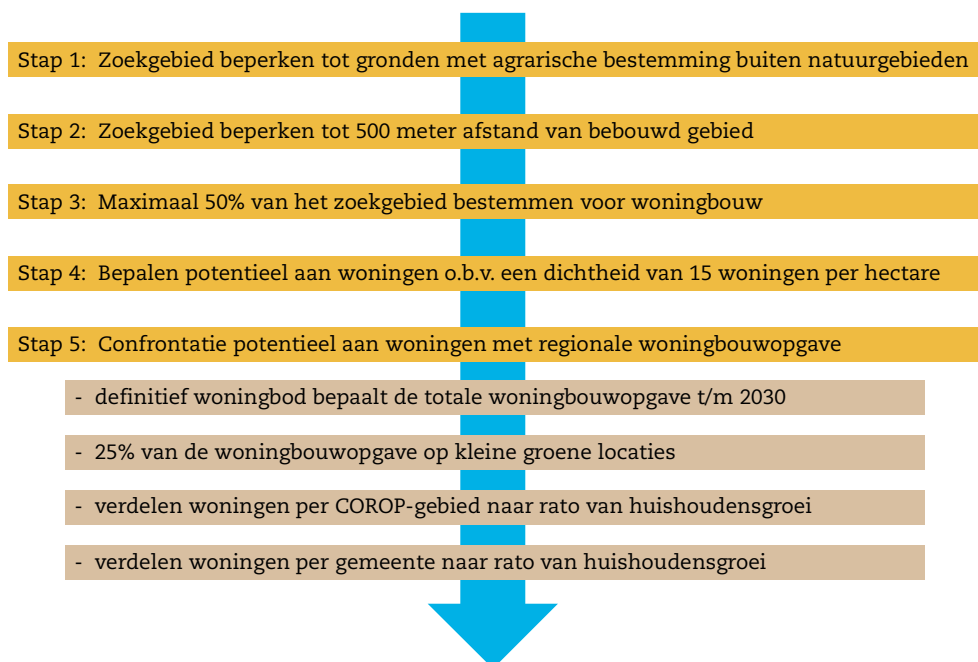 Stap 1: Zoekgebied beperken tot gronden met agrarische bestemming buiten natuurgebieden
Stap 2: Zoekgebied beperken tot 500 meter afstand van bebouwd gebied
Stap 3: Maximaal 50% van het zoekgebied bestemmen voor woningbouw
Stap 4: Bepalen potentieel aan woningen o.b.v. een dichtheid van 15 woningen per hectare
Stap 5: Confrontatie potentieel aan woningen met regionale woningbouwopgave
- definitief woningbod bepaalt de totale woningbouwopgave t/m 2030
- 25% van de woningbouwopgave op kleine groene locaties
- verdelen woningen per COROP-gebied naar rato van huishoudensgroei
- verdelen woningen per gemeente naar rato van huishoudensgroei